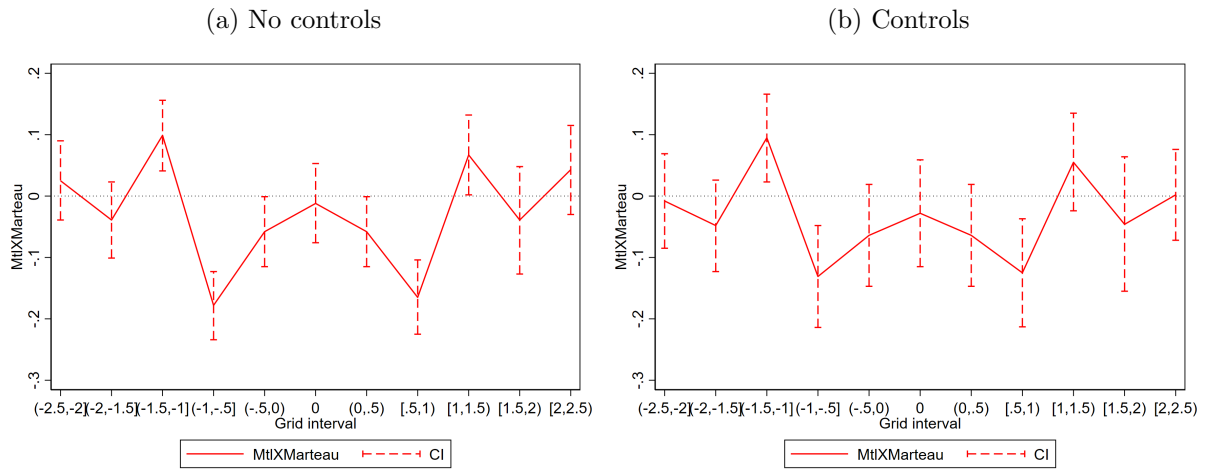 (a) No controls
MtlXMarteau
.2
.1
0
-.1
-.2
-.3
(-2.5,-2] (-2,-1.5] (-1.5,-1] (-1,-.5] (-.5,0) 0 (0,.5) [.5,1) [1,1.5) [1.5,2) [2,2.5)
Grid interval
MtlXMarteau CI
(b) Controls
MtlXMarteau
.2
.1
0
-.1
-.2
-.3
(-2.5,-2] (-2,-1.5] (-1.5,-1] (-1,-.5] (-.5,0) 0 (0,.5) [.5,1) [1,1.5) [1.5,2) [2,2.5)
Grid interval
MtlXMarteau CI